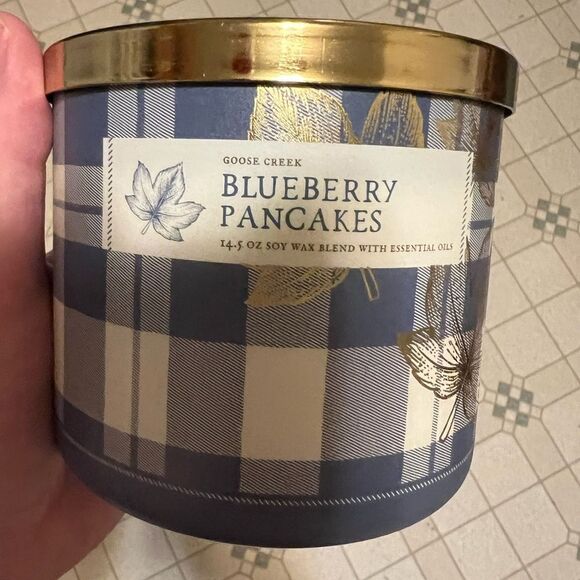 GOOSE CREEK
BLUEBERRY
PANCAKES
14.5 OZ SOY WAX BLEND WITH ESSENTIAL OILS